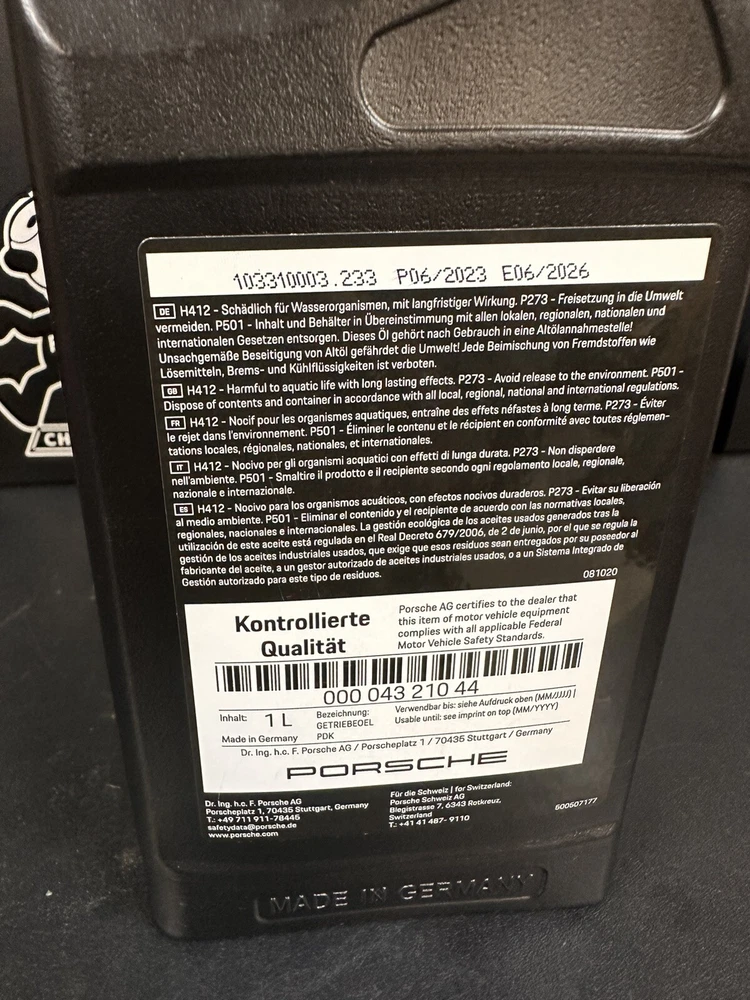 103310003.233 P06/2023 E06/2026
DE H412 - Schädlich für Wasserorganismen, mit langfristiger Wirkung. P273 - Freisetzung in die Umwelt
vermeiden. P501 - Inhalt und Behälter in Übereinstimmung mit allen lokalen, regionalen, nationalen und
internationalen Gesetzen entsorgen. Dieses Öl gehört nach Gebrauch in eine Altölannahmestelle!
Unsachgemäße Beseitigung von Altöl gefährdet die Umwelt! Jede Beimischung von Fremdstoffen wie
Lösemitteln, Brems- und Kühlflüssigkeiten ist verboten.
GB H412 - Harmful to aquatic life with long lasting effects. P273 - Avoid release to the environment. P501 -
Dispose of contents and container in accordance with all local, regional, national and international regulations.
FR H412 - Nocif pour les organismes aquatiques, entraîne des effets néfastes à long terme. P273 - Éviter
le rejet dans l'environnement. P501 - Éliminer le contenu et le récipient en conformité avec toutes réglemen-
tations locales, régionales, nationales, et internationales.
IT H412 - Nocivo per gli organismi acquatici con effetti di lunga durata. P273 - Non disperdere
nell'ambiente. P501 - Smaltire il prodotto e il recipiente secondo ogni regolamento locale, regionale,
nazionale e internazionale.
ES H412 - Nocivo para los organismos acuáticos, con efectos nocivos duraderos. P273 - Evitar su liberación
al medio ambiente. P501 - Eliminar el contenido y el recipiente de acuerdo con las normativas locales,
regionales, nacionales e internacionales. La gestión ecológica de los aceites usados generados tras la
utilización de este aceite está regulada en el Real Decreto 679/2006, de 2 de junio, por el que se regula la
gestión de los aceites industriales usados, que exige que esos residuos sean entregados por su poseedor al
fabricante del aceite, a un gestor autorizado de aceites industriales usados, o a un Sistema Integrado de
Gestión autorizado para este tipo de residuos.
081020
Kontrollierte
Qualität
Porsche AG certifies to the dealer that
this item of motor vehicle equipment
complies with all applicable Federal
Motor Vehicle Safety Standards.
000 043 210 44
Inhalt: 1 L
Made in Germany
Bezeichnung:
GETRIEBEOEL
PDK
Verwendbar bis: siehe Aufdruck oben (MM/JJJJ)
Usable until: see imprint on top (MM/YYYY)
Dr. Ing. h.c. F. Porsche AG / Porscheplatz 1 / 70435 Stuttgart / Germany
PORSCHE
Dr. Ing. h.c. F. Porsche AG
Porscheplatz 1, 70435 Stuttgart, Germany
T.: +49 711 911-78445
safetydata@porsche.de
www.porsche.com
Für die Schweiz | for Switzerland:
Porsche Schweiz AG
Blegistrasse 7, 6343 Rotkreuz,
Switzerland
T.: +41 41 487- 9110
600607177
MADE IN GERMANY
CH